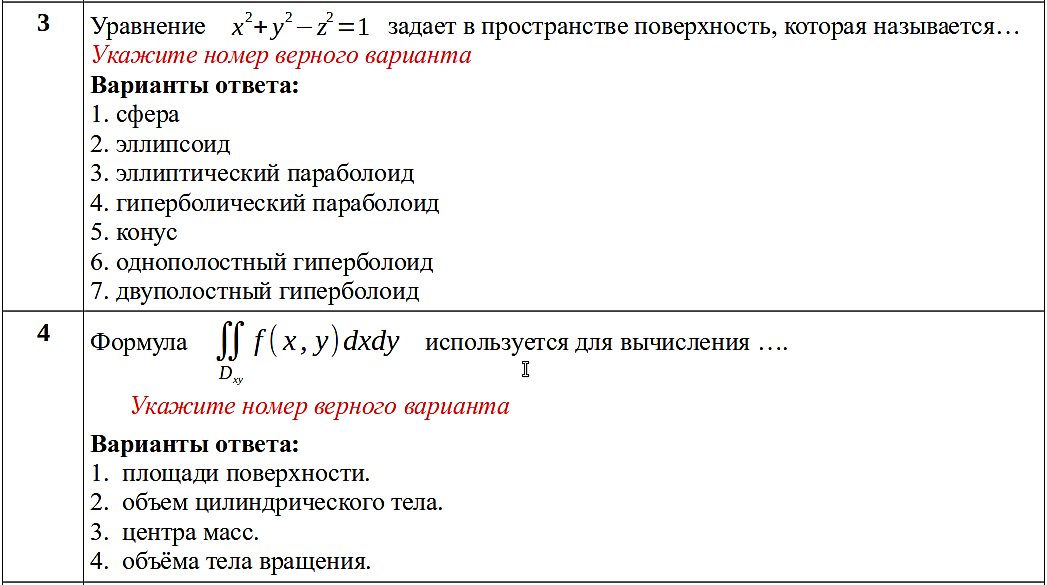 3
Уравнение x²+y²−z²=1 задает в пространстве поверхность, которая называется…
Укажите номер верного варианта
Варианты ответа:
1. сфера
2. эллипсоид
3. эллиптический параболоид
4. гиперболический параболоид
5. конус
6. однополостный гиперболоид
7. двуполостный гиперболоид
4
Формула ∬ f(x, y)dxdy используется для вычисления ….
Dxy
Укажите номер верного варианта
Варианты ответа:
1. площади поверхности.
2. объем цилиндрического тела.
3. центра масс.
4. объёма тела вращения.